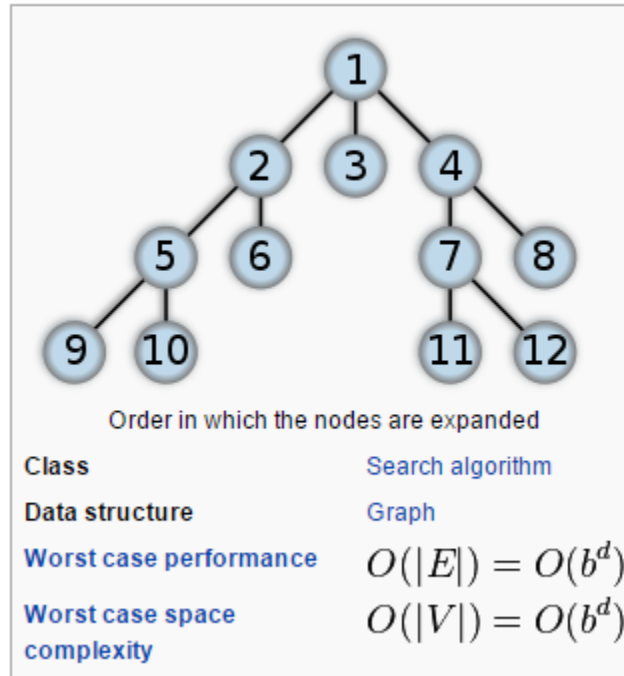 1
2 3 4
5 6 7 8
9 10 11 12
Order in which the nodes are expanded
Class Search algorithm
Data structure Graph
Worst case performance O(|E|) = O(b^d)
Worst case space O(|V|) = O(b^d)
complexity